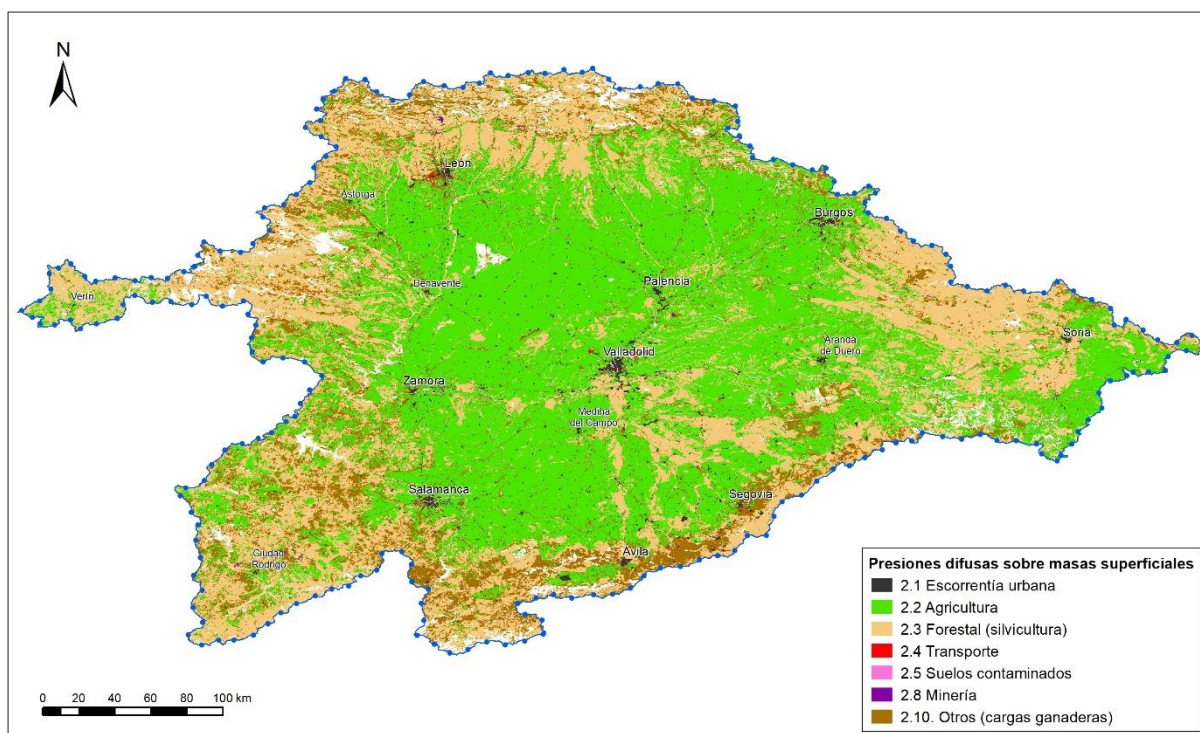 N
León
Astorga
Burgos
Verín
Benavente
Palencia
Soria
Valladolid
Aranda
de Duero
Zamora
Medina
del Campo
Salamanca
Segovia
Ciudad
Rodrigo
Ávila
Presiones difusas sobre masas superficiales
2.1 Escorrentía urbana
2.2 Agricultura
2.3 Forestal (silvicultura)
2.4 Transporte
2.5 Suelos contaminados
2.8 Minería
2.10. Otros (cargas ganaderas)
0 20 40 60 80 100 km